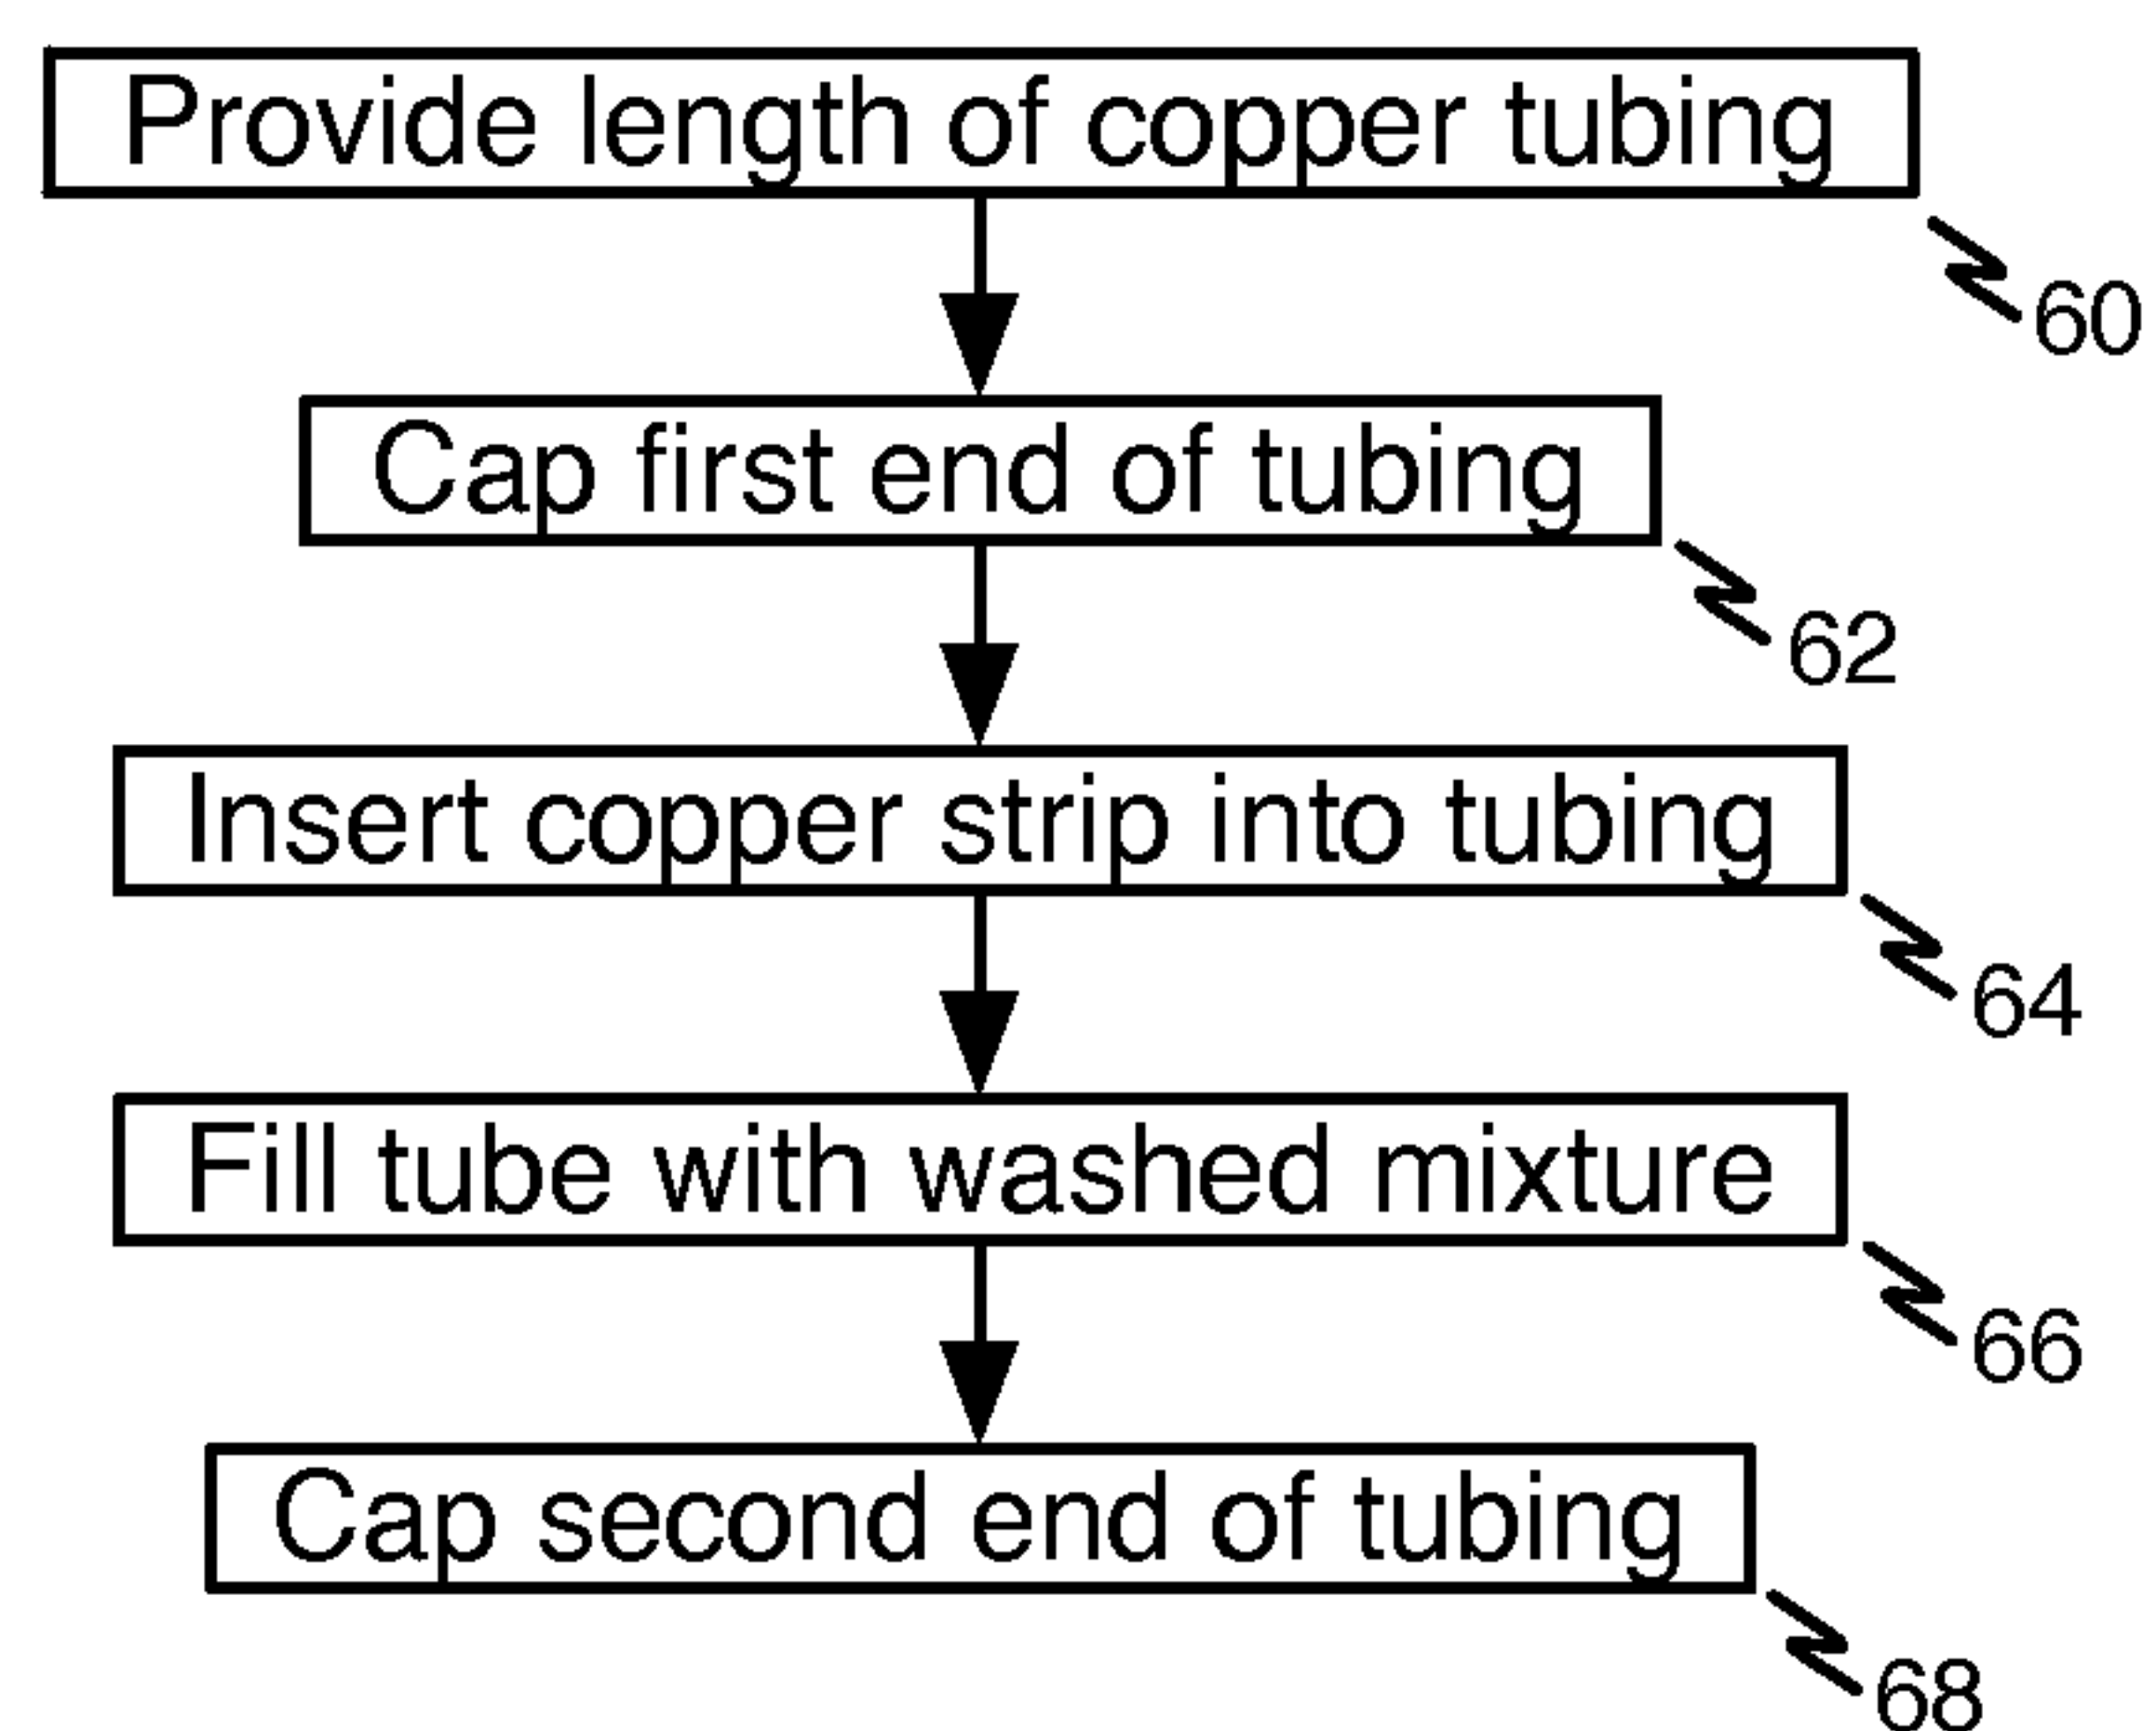 Provide length of copper tubing
60
Cap first end of tubing
62
Insert copper strip into tubing
64
Fill tube with washed mixture
66
Cap second end of tubing
68